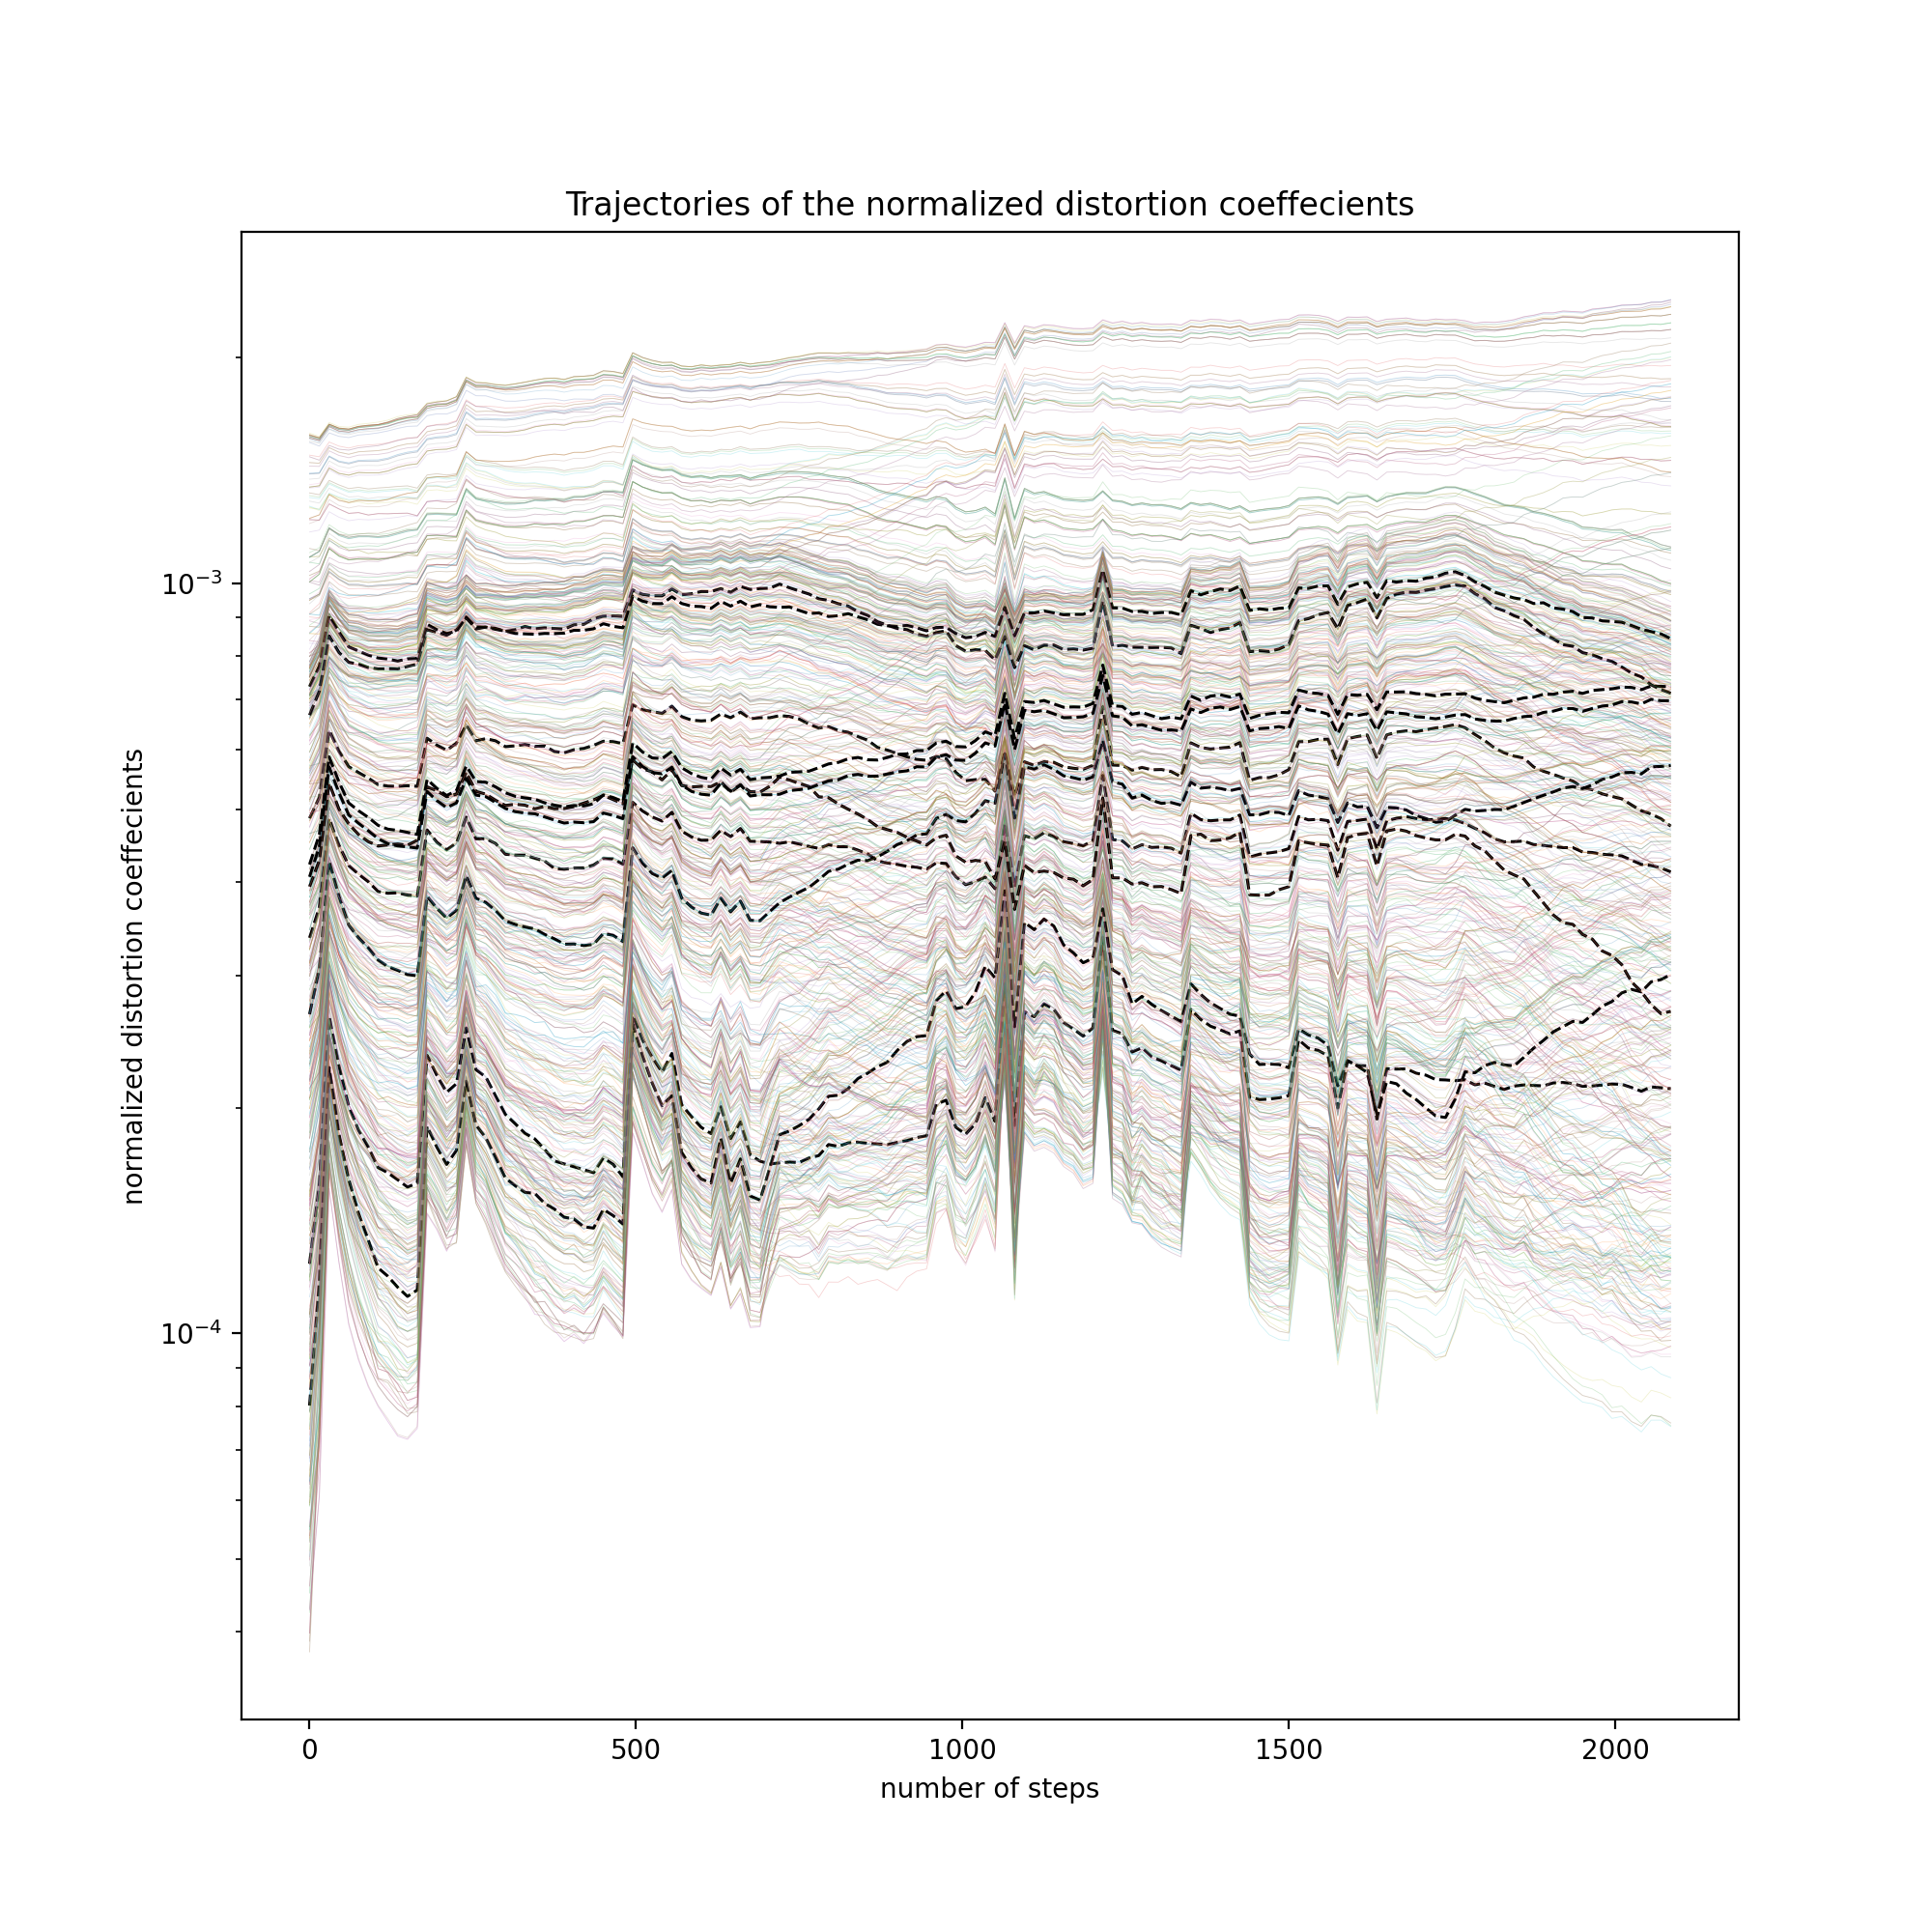 Trajectories of the normalized distortion coeffecients
normalized distortion coeffecients
10⁻³
10⁻⁴
0 500 1000 1500 2000
number of steps